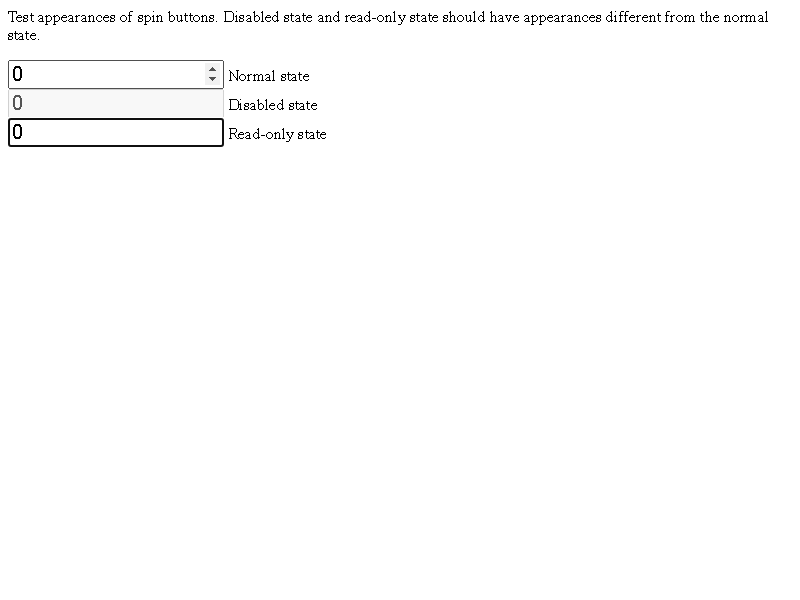 Test appearances of spin buttons. Disabled state and read-only state should have appearances different from the normal
state.
0 Normal state
0 Disabled state
0 Read-only state